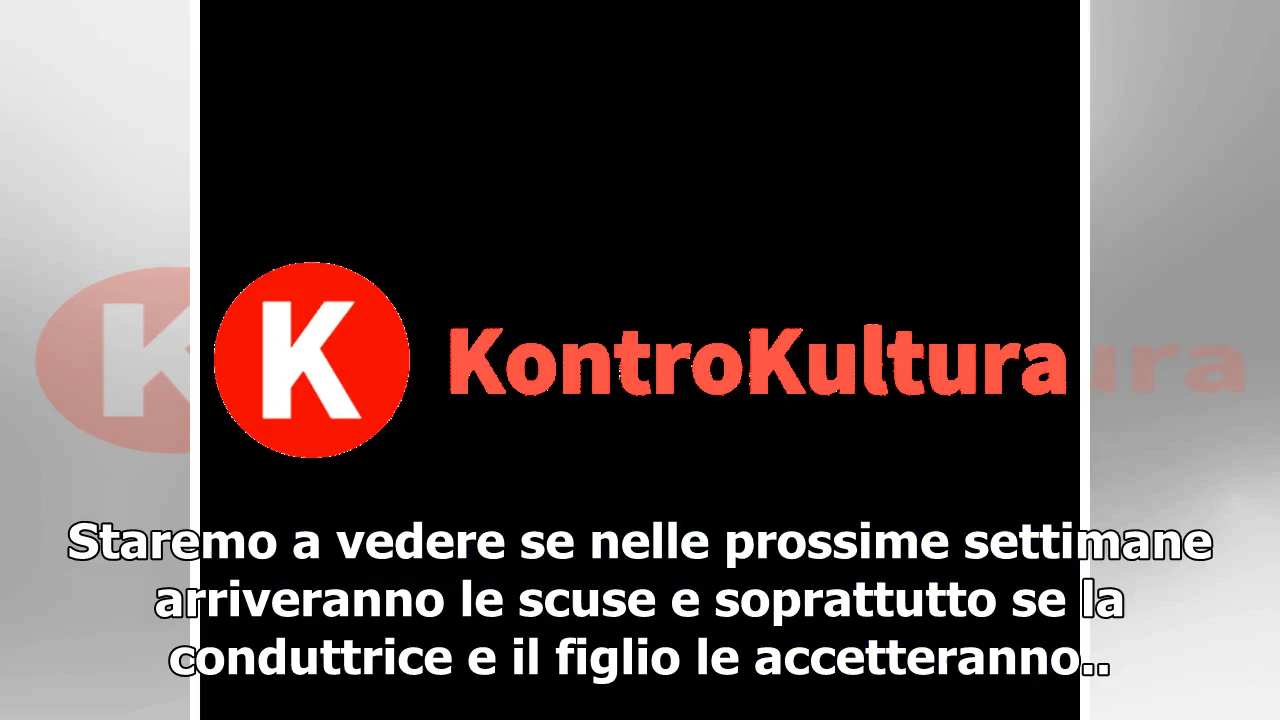 K KontroKultura
Staremo a vedere se nelle prossime settimane
arriveranno le scuse e soprattutto se la
conduttrice e il figlio le accetteranno..